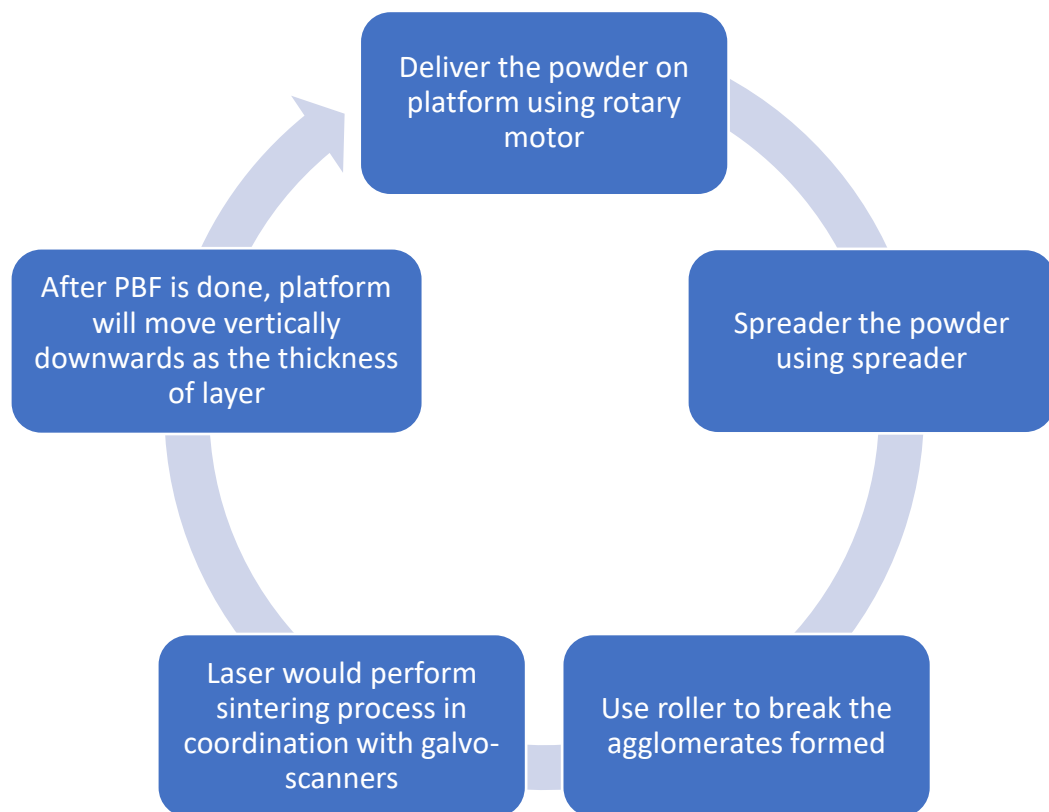 Deliver the powder on
platform using rotary
motor
Spreader the powder
using spreader
Use roller to break the
agglomerates formed
Laser would perform
sintering process in
coordination with galvo-
scanners
After PBF is done, platform
will move vertically
downwards as the thickness
of layer